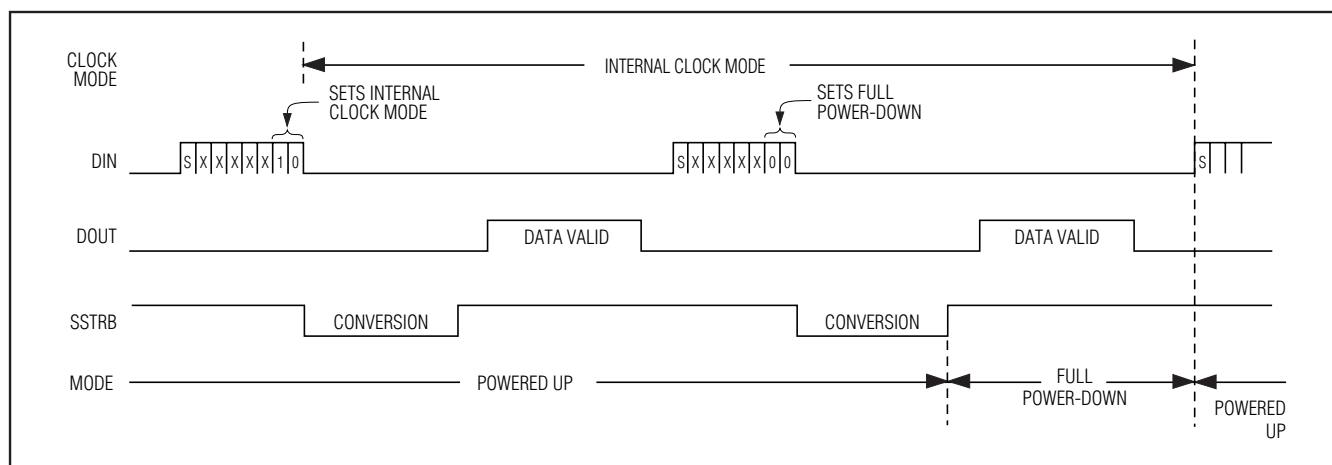 CLOCK
MODE
INTERNAL CLOCK MODE
SETS INTERNAL
CLOCK MODE
SETS FULL
POWER-DOWN
DIN
S X X X X X 1 0
S X X X X X 0 0
S
DOUT
DATA VALID
DATA VALID
SSTRB
CONVERSION
CONVERSION
MODE
POWERED UP
FULL
POWER-DOWN
POWERED
UP